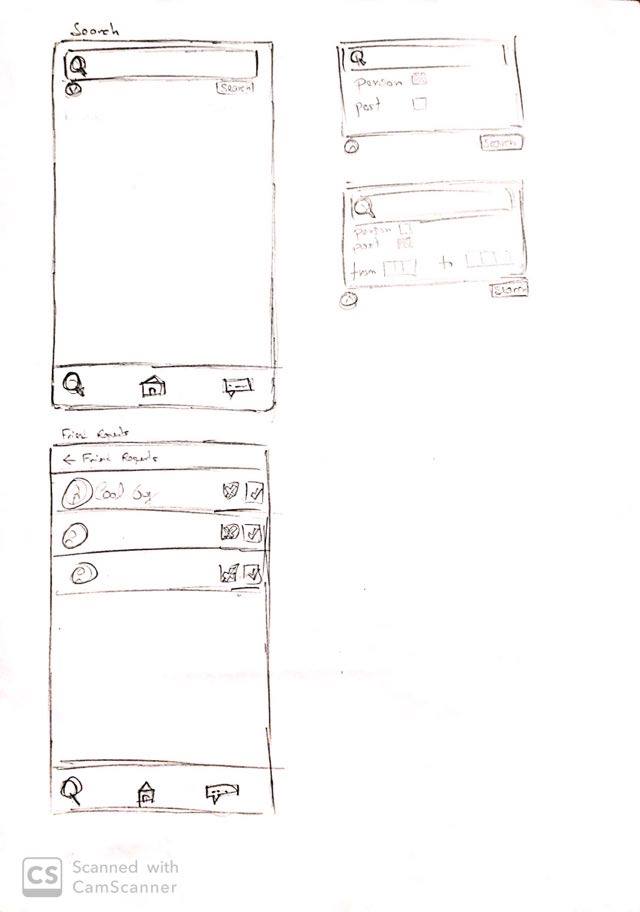 Search
Search
person
post
Search
person
post
from to
Search
Friend Requests
← Friend Requests
Cool Guy
CS Scanned with
CamScanner